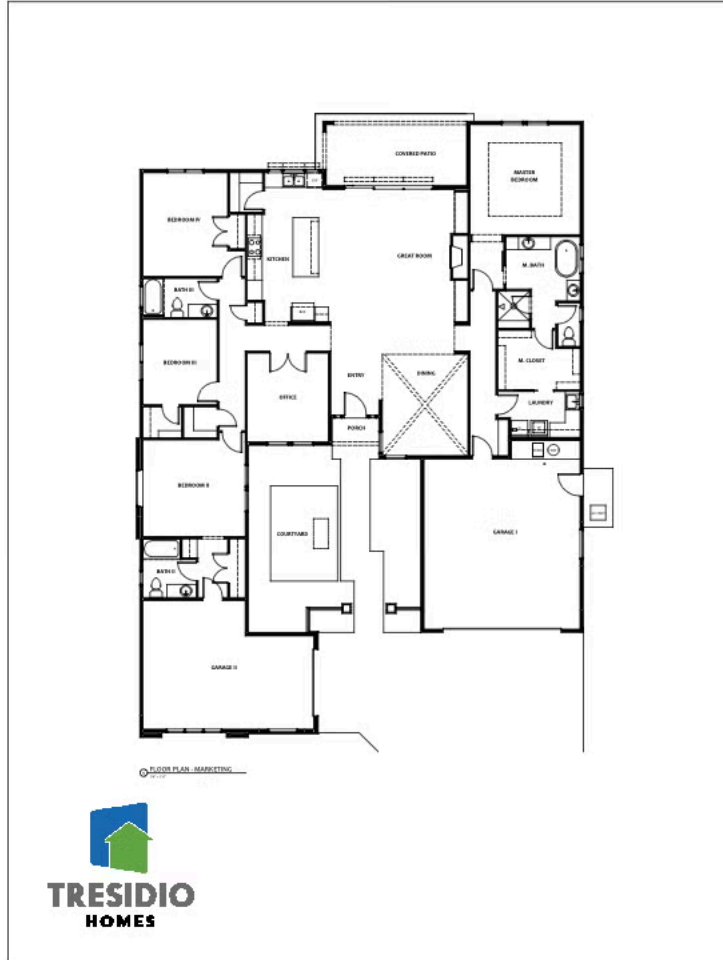 COVERED PATIO
MASTER
BEDROOM
BEDROOM IV
KITCHEN
GREAT ROOM
M. BATH
BATH III
BEDROOM III
OFFICE
ENTRY
DINING
M. CLOSET
LAUNDRY
PORCH
BEDROOM II
COURTYARD
GARAGE I
BATH II
GARAGE II
FLOOR PLAN - MARKETING
TRESIDIO
HOMES